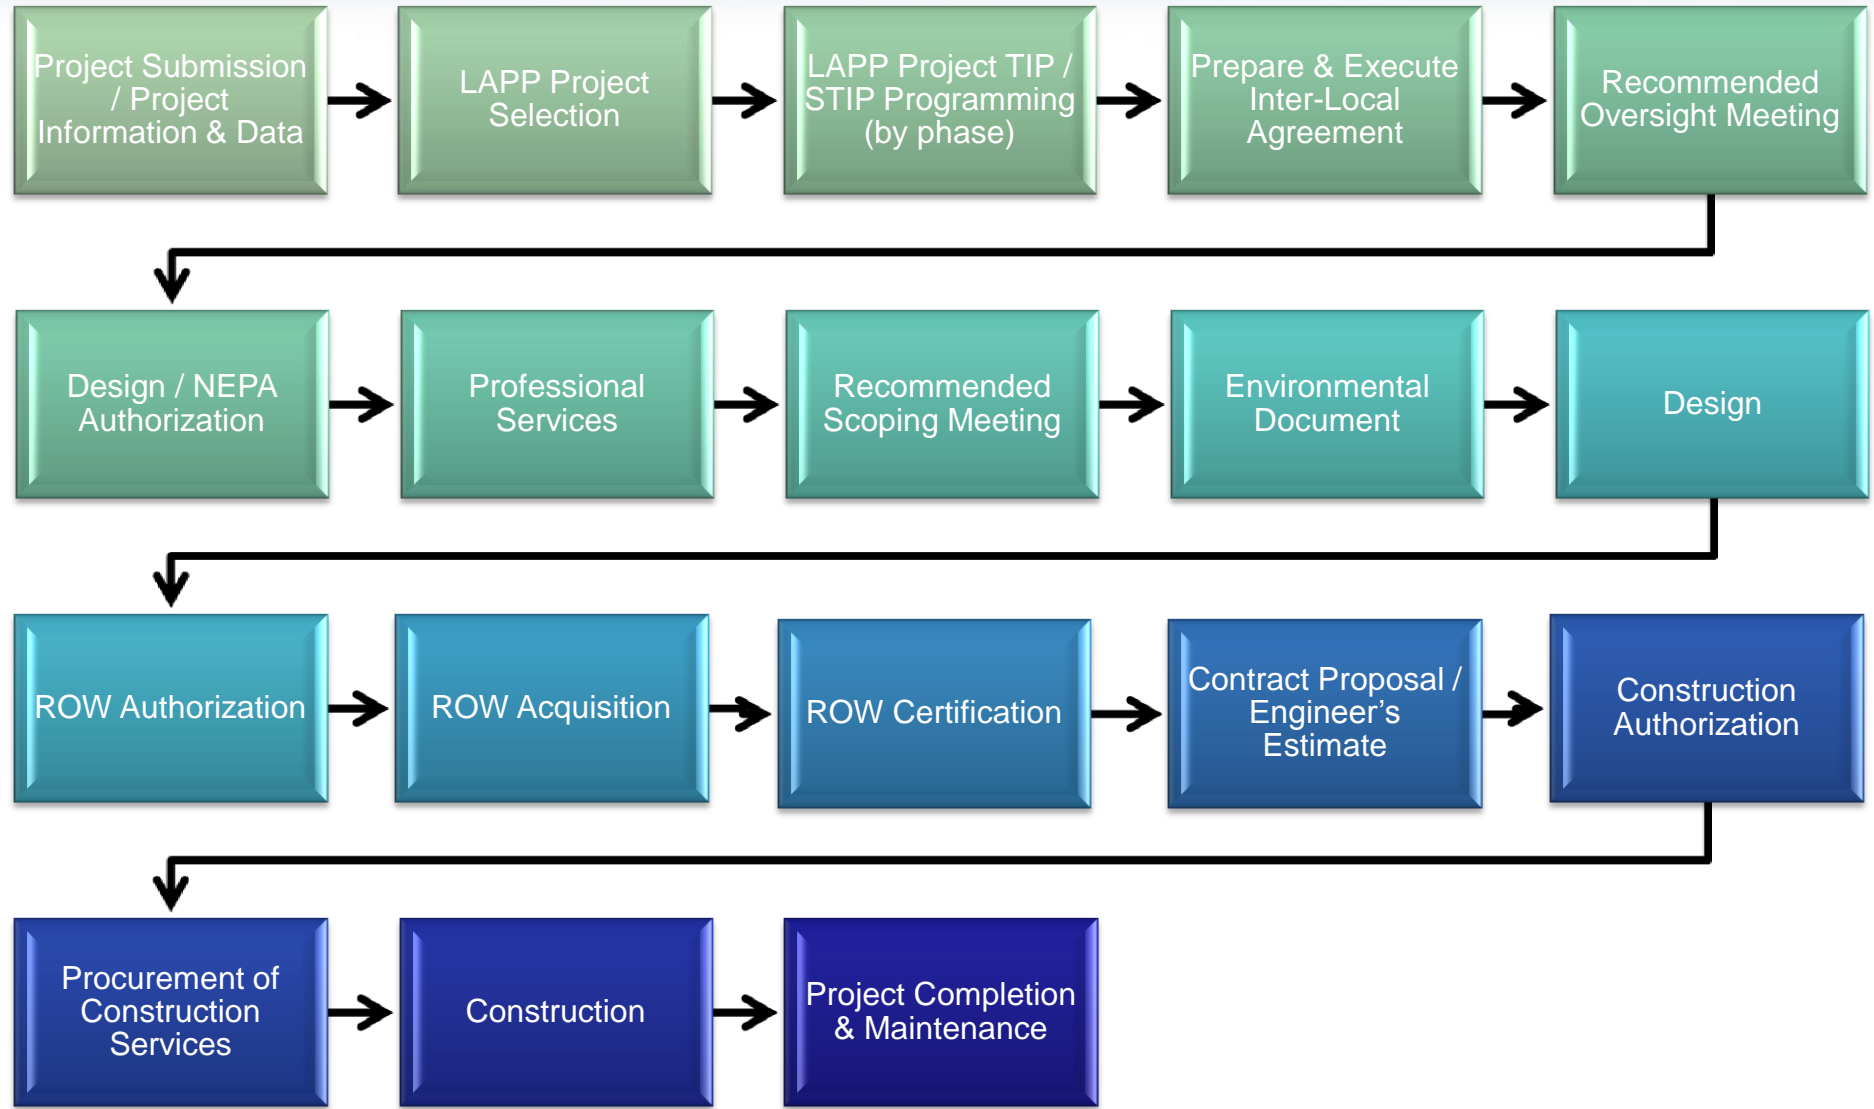 Project Submission
/ Project
Information & Data
LAPP Project
Selection
LAPP Project TIP /
STIP Programming
(by phase)
Prepare & Execute
Inter-Local
Agreement
Recommended
Oversight Meeting
Design / NEPA
Authorization
Professional
Services
Recommended
Scoping Meeting
Environmental
Document
Design
ROW Authorization
ROW Acquisition
ROW Certification
Contract Proposal /
Engineer’s
Estimate
Construction
Authorization
Procurement of
Construction
Services
Construction
Project Completion
& Maintenance